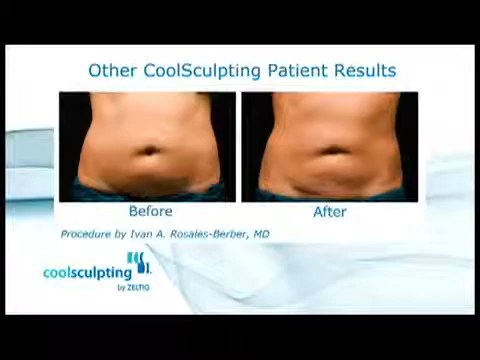 Other CoolSculpting Patient Results
Before
After
Procedure by Ivan A. Rosales-Berber, MD
coolsculpting
by ZELTIQ